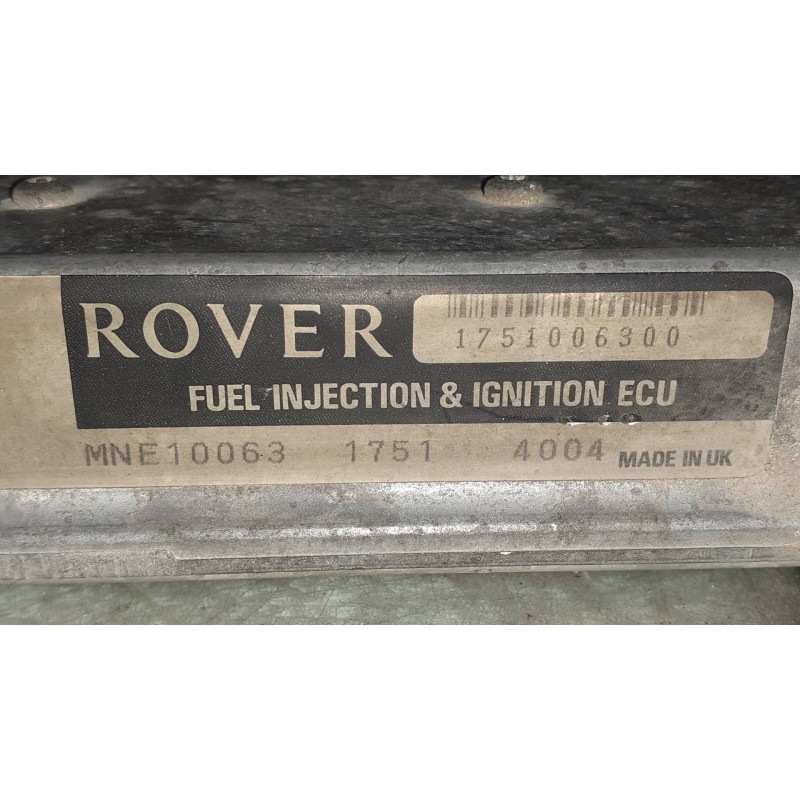 ROVER
1751006300
FUEL INJECTION & IGNITION ECU
MNE10063 1751 4004 MADE IN UK